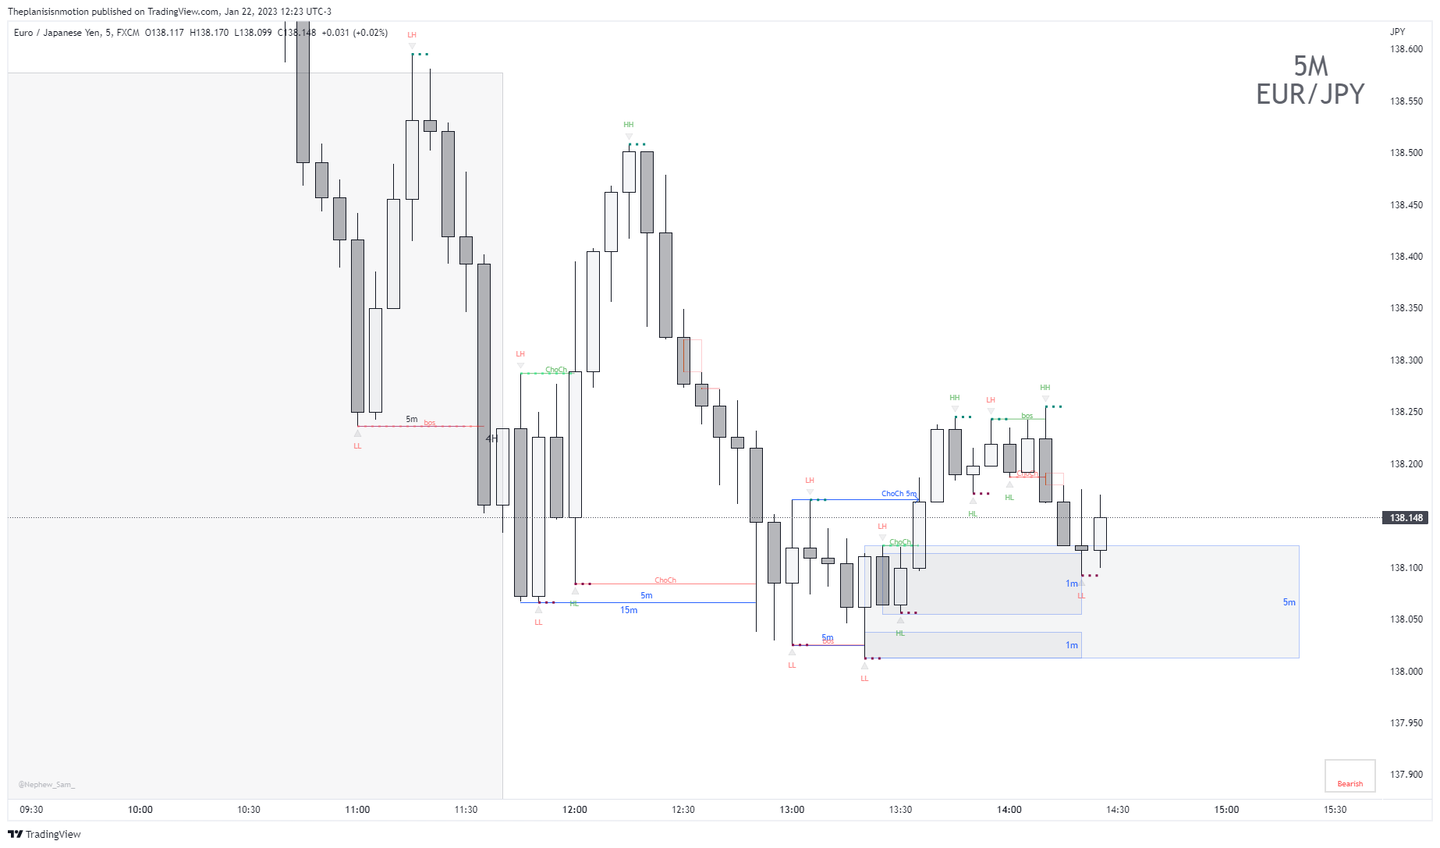 Theplanisisnmotion published on TradingView.com, Jan 22, 2023 12:23 UTC-3
Euro / Japanese Yen, 5, FXCM O138.117 H138.170 L138.099 C138.148 +0.031 (+0.02%)
JPY
5M
EUR/JPY
138.600
138.550
138.500
138.450
138.400
138.350
138.300
138.250
138.200
138.148
138.100
138.050
138.000
137.950
137.900
LH
HH
LH
ChoCh
5m
bos
LL
4H
HH
LH
HH
bos
ChoCh
HL
HL
LH
ChoCh 5m
LH
ChoCh
ChoCh
5m
15m
HL
LL
1m
LL
5m
HL
5m
bos
1m
LL
LL
@Nephew_Sam_
Bearish
09:30 10:00 10:30 11:00 11:30 12:00 12:30 13:00 13:30 14:00 14:30 15:00 15:30
TradingView